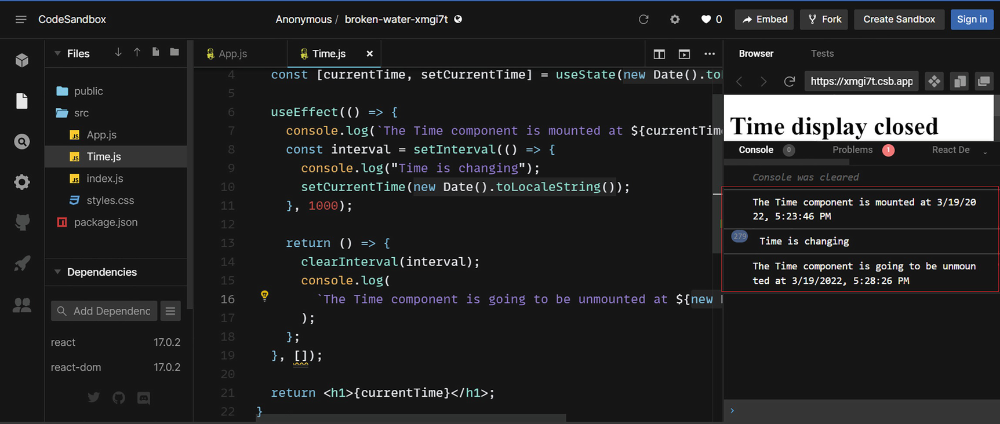 CodeSandbox
Anonymous / broken-water-xmgi7t
0
Embed
Fork
Create Sandbox
Sign in
Files
public
src
JS App.js
JS Time.js
JS index.js
styles.css
package.json
Dependencies
Add Dependenc
react 17.0.2
react-dom 17.0.2
App.js
Time.js
4 const [currentTime, setCurrentTime] = useState(new Date().tol
5
6 useEffect(() => {
7 console.log(`The Time component is mounted at ${currentTim
8 const interval = setInterval(() => {
9 console.log("Time is changing");
10 setCurrentTime(new Date().toLocaleString());
11 }, 1000);
12
13 return () => {
14 clearInterval(interval);
15 console.log(
16 `The Time component is going to be unmounted at ${new
17 );
18 };
19 }, []);
20
21 return <h1>{currentTime}</h1>;
22 }
Browser
Tests
https://xmgi7t.csb.app
Time display closed
Console 0
Problems 1
React De
Console was cleared
The Time component is mounted at 3/19/20
22, 5:23:46 PM
279 Time is changing
The Time component is going to be unmoun
ted at 3/19/2022, 5:28:26 PM